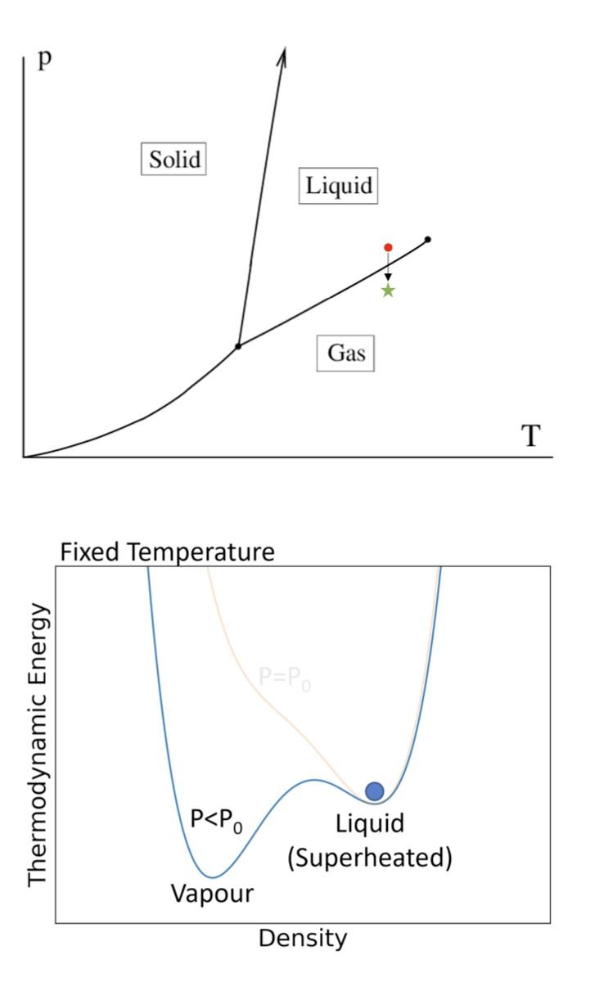 p
Solid
Liquid
Gas
T
Fixed Temperature
Thermodynamic Energy
P=P₀
P<P₀
Liquid
(Superheated)
Vapour
Density